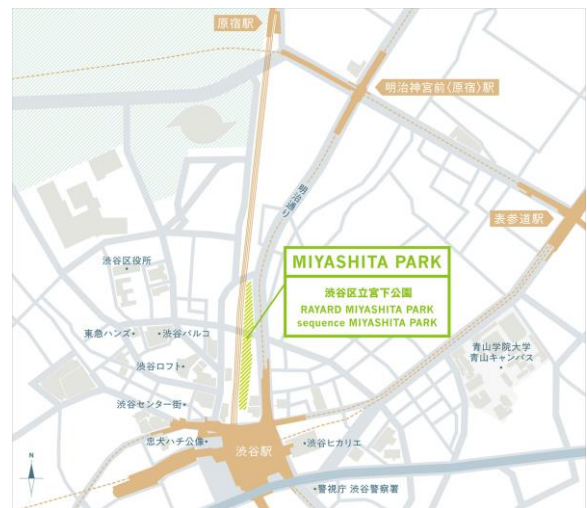 原宿駅
明治神宮前〈原宿〉駅
明治通り
表参道駅
MIYASHITA PARK
渋谷区立宮下公園
RAYARD MIYASHITA PARK
sequence MIYASHITA PARK
渋谷区役所
東急ハンズ
渋谷パルコ
渋谷ロフト
青山学院大学
青山キャンパス
渋谷センター街
忠犬ハチ公像
渋谷駅
渋谷ヒカリエ
N
警視庁 渋谷警察署